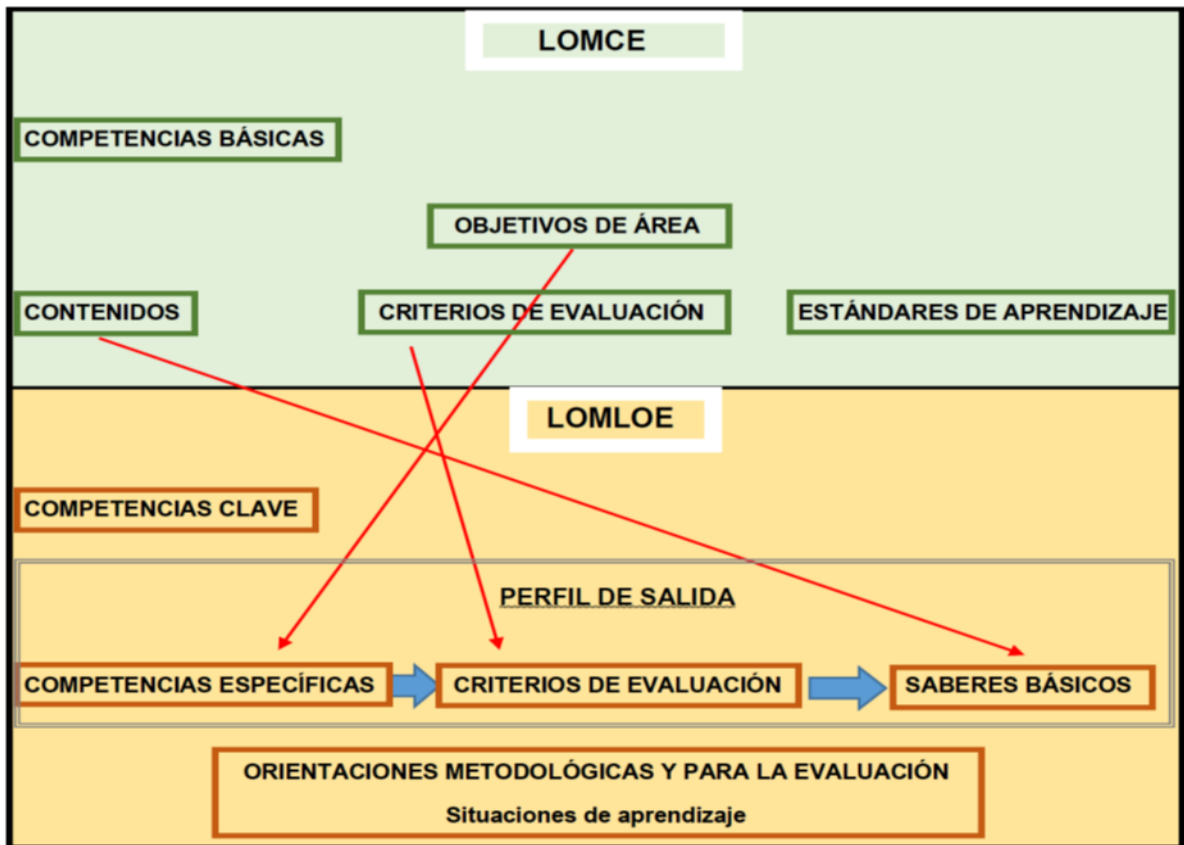 LOMCE
COMPETENCIAS BÁSICAS
OBJETIVOS DE ÁREA
CONTENIDOS
CRITERIOS DE EVALUACIÓN
ESTÁNDARES DE APRENDIZAJE
LOMLOE
COMPETENCIAS CLAVE
PERFIL DE SALIDA
COMPETENCIAS ESPECÍFICAS
CRITERIOS DE EVALUACIÓN
SABERES BÁSICOS
ORIENTACIONES METODOLÓGICAS Y PARA LA EVALUACIÓN
Situaciones de aprendizaje